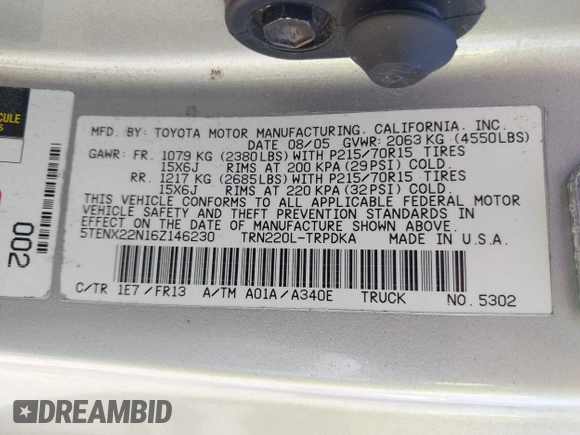 MFD. BY: TOYOTA MOTOR MANUFACTURING, CALIFORNIA, INC.
DATE 08/05 GVWR: 2063 KG (4550LBS)
GAWR: FR. 1079 KG (2380LBS) WITH P215/70R15 TIRES
15X6J RIMS AT 200 KPA (29PSI) COLD.
RR. 1217 KG (2685LBS) WITH P215/70R15 TIRES
15X6J RIMS AT 220 KPA (32PSI) COLD.
THIS VEHICLE CONFORMS TO ALL APPLICABLE FEDERAL MOTOR
VEHICLE SAFETY AND THEFT PREVENTION STANDARDS IN
EFFECT ON THE DATE OF MANUFACTURE SHOWN ABOVE.
5TENX22N16Z146230 TRN220L-TRPDKA MADE IN U.S.A.
C/TR 1E7/FR13 A/TM A01A/A340E TRUCK NO. 5302
002
DREAMBID